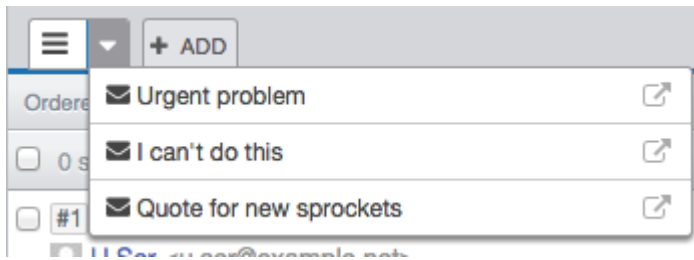 + ADD
Urgent problem
I can't do this
Quote for new sprockets
#1